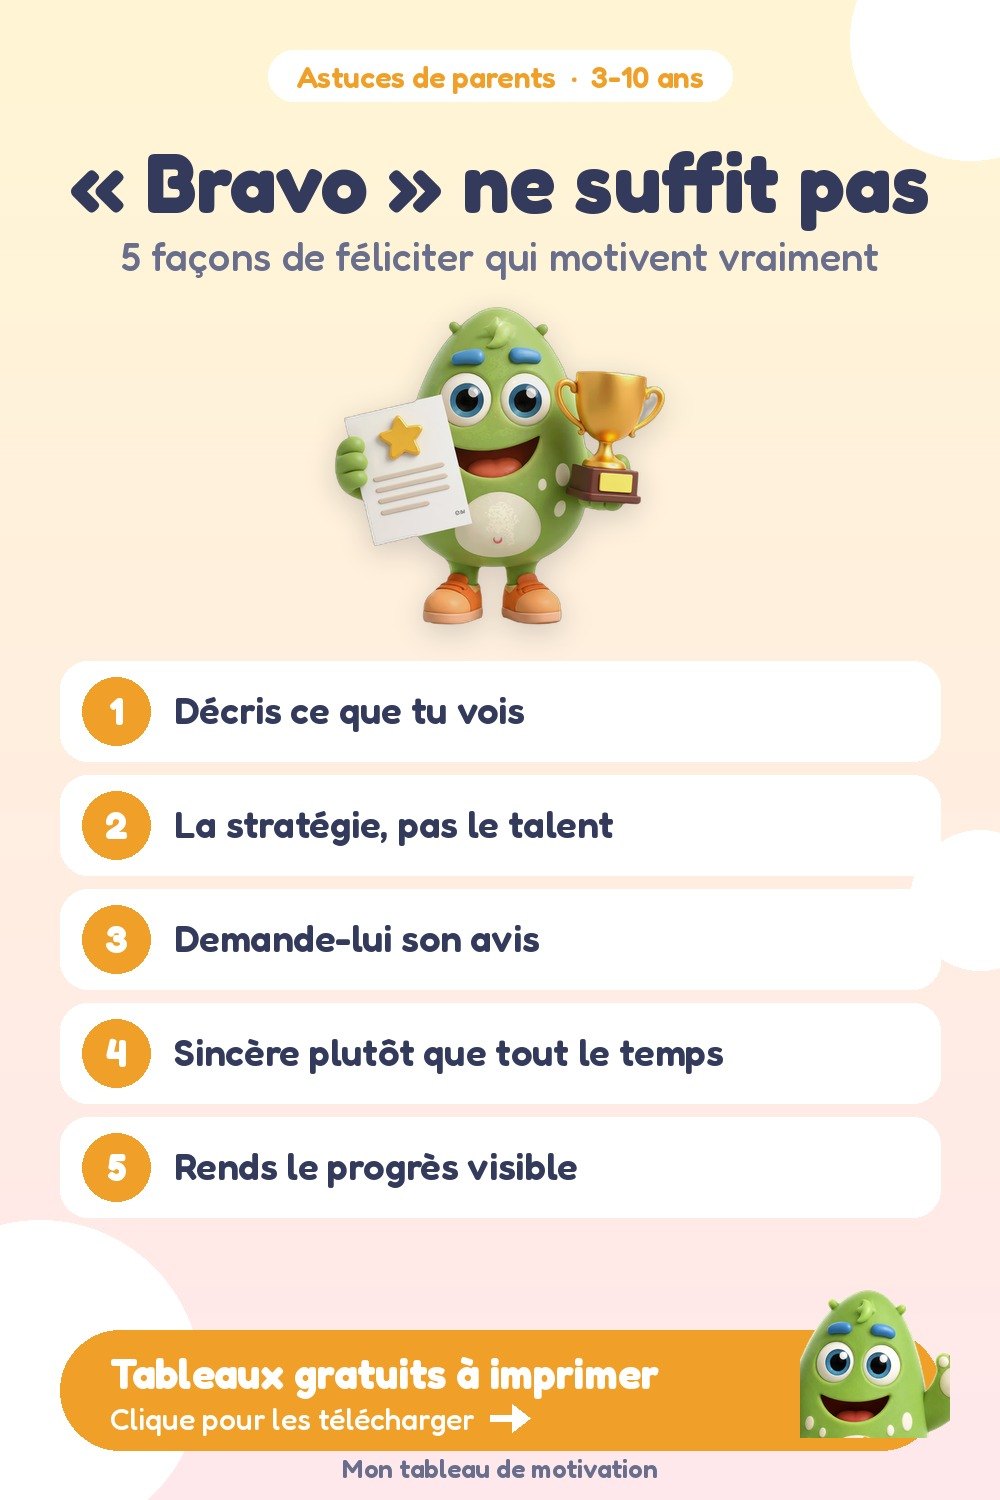 Astuces de parents · 3-10 ans
« Bravo » ne suffit pas
5 façons de féliciter qui motivent vraiment
1 Décris ce que tu vois
2 La stratégie, pas le talent
3 Demande-lui son avis
4 Sincère plutôt que tout le temps
5 Rends le progrès visible
Tableaux gratuits à imprimer
Clique pour les télécharger →
Mon tableau de motivation